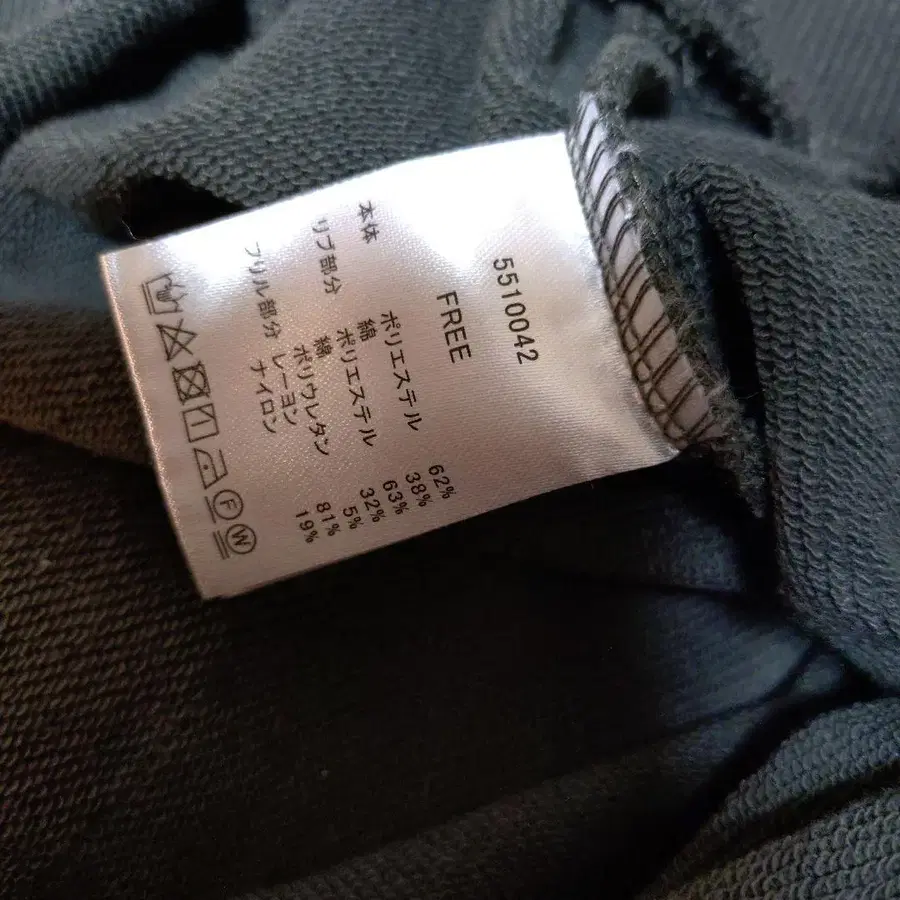 5510042
FREE
本体 ポリエステル 62%
綿 38%
リブ部分 ポリエステル 63%
綿 32%
ポリウレタン 5%
フリル部分 レーヨン 81%
ナイロン 19%
F W